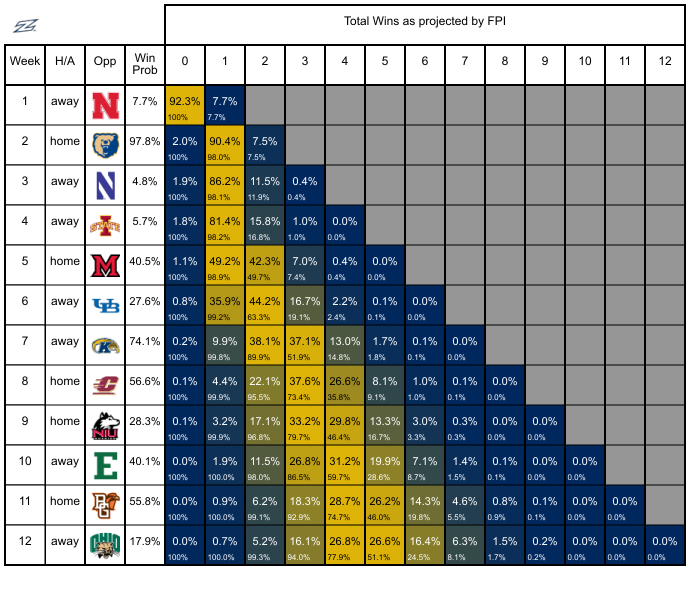 Total Wins as projected by FPI
Week H/A Opp Win Prob 0 1 2 3 4 5 6 7 8 9 10 11 12
1 away N 7.7% 92.3% 7.7%
100% 7.7%
2 home 97.8% 2.0% 90.4% 7.5%
100% 98.0% 7.5%
3 away N 4.8% 1.9% 86.2% 11.5% 0.4%
100% 98.1% 11.9% 0.4%
4 away STATE 5.7% 1.8% 81.4% 15.8% 1.0% 0.0%
100% 98.2% 16.8% 1.0% 0.0%
5 home M 40.5% 1.1% 49.2% 42.3% 7.0% 0.4% 0.0%
100% 98.9% 49.7% 7.4% 0.4% 0.0%
6 away UB 27.6% 0.8% 35.9% 44.2% 16.7% 2.2% 0.1% 0.0%
100% 99.2% 63.3% 19.1% 2.4% 0.1% 0.0%
7 away K 74.1% 0.2% 9.9% 38.1% 37.1% 13.0% 1.7% 0.1% 0.0%
100% 99.8% 89.9% 51.9% 14.8% 1.8% 0.1% 0.0%
8 home C 56.6% 0.1% 4.4% 22.1% 37.6% 26.6% 8.1% 1.0% 0.1% 0.0%
100% 99.9% 95.5% 73.4% 35.8% 9.1% 1.0% 0.1% 0.0%
9 home NIU 28.3% 0.1% 3.2% 17.1% 33.2% 29.8% 13.3% 3.0% 0.3% 0.0% 0.0%
100% 99.9% 96.8% 79.7% 46.4% 16.7% 3.3% 0.3% 0.0% 0.0%
10 away E 40.1% 0.0% 1.9% 11.5% 26.8% 31.2% 19.9% 7.1% 1.4% 0.1% 0.0% 0.0%
100% 100.0% 98.0% 86.5% 59.7% 28.6% 8.7% 1.5% 0.1% 0.0% 0.0%
11 home BG 55.8% 0.0% 0.9% 6.2% 18.3% 28.7% 26.2% 14.3% 4.6% 0.8% 0.1% 0.0% 0.0%
100% 100.0% 99.1% 92.9% 74.7% 46.0% 19.8% 5.5% 0.9% 0.1% 0.0% 0.0%
12 away OHIO 17.9% 0.0% 0.7% 5.2% 16.1% 26.8% 26.6% 16.4% 6.3% 1.5% 0.2% 0.0% 0.0% 0.0%
100% 100.0% 99.3% 94.0% 77.9% 51.1% 24.5% 8.1% 1.7% 0.2% 0.0% 0.0% 0.0%